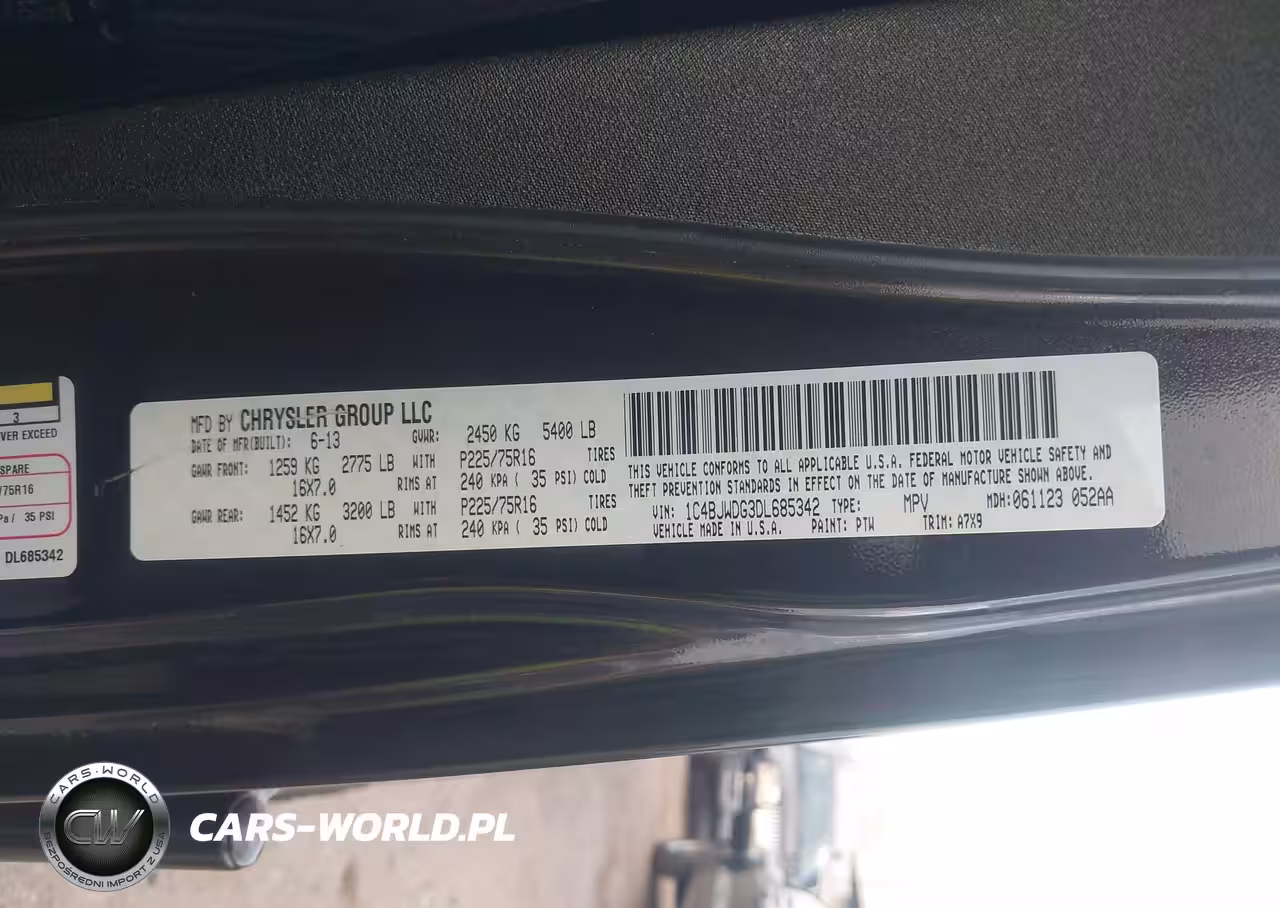 3
VER EXCEED
SPARE
/75R16
Pa/ 35 PSI
DL685342
MFD BY CHRYSLER GROUP LLC
DATE OF MFR(BUILT): 6-13 GVWR: 2450 KG 5400 LB
GAWR FRONT: 1259 KG 2775 LB WITH P225/75R16 TIRES
16X7.0 RIMS AT 240 KPA ( 35 PSI) COLD
GAWR REAR: 1452 KG 3200 LB WITH P225/75R16 TIRES
16X7.0 RIMS AT 240 KPA ( 35 PSI) COLD
THIS VEHICLE CONFORMS TO ALL APPLICABLE U.S.A. FEDERAL MOTOR VEHICLE SAFETY AND
THEFT PREVENTION STANDARDS IN EFFECT ON THE DATE OF MANUFACTURE SHOWN ABOVE.
VIN: 1C4BJWDG3DL685342 TYPE: MPV MDH:061123 052AA
VEHICLE MADE IN U.S.A. PAINT: PTW TRIM: A7X9
CARS-WORLD
CW
BEZPOŚREDNI IMPORT Z USA
CARS-WORLD.PL